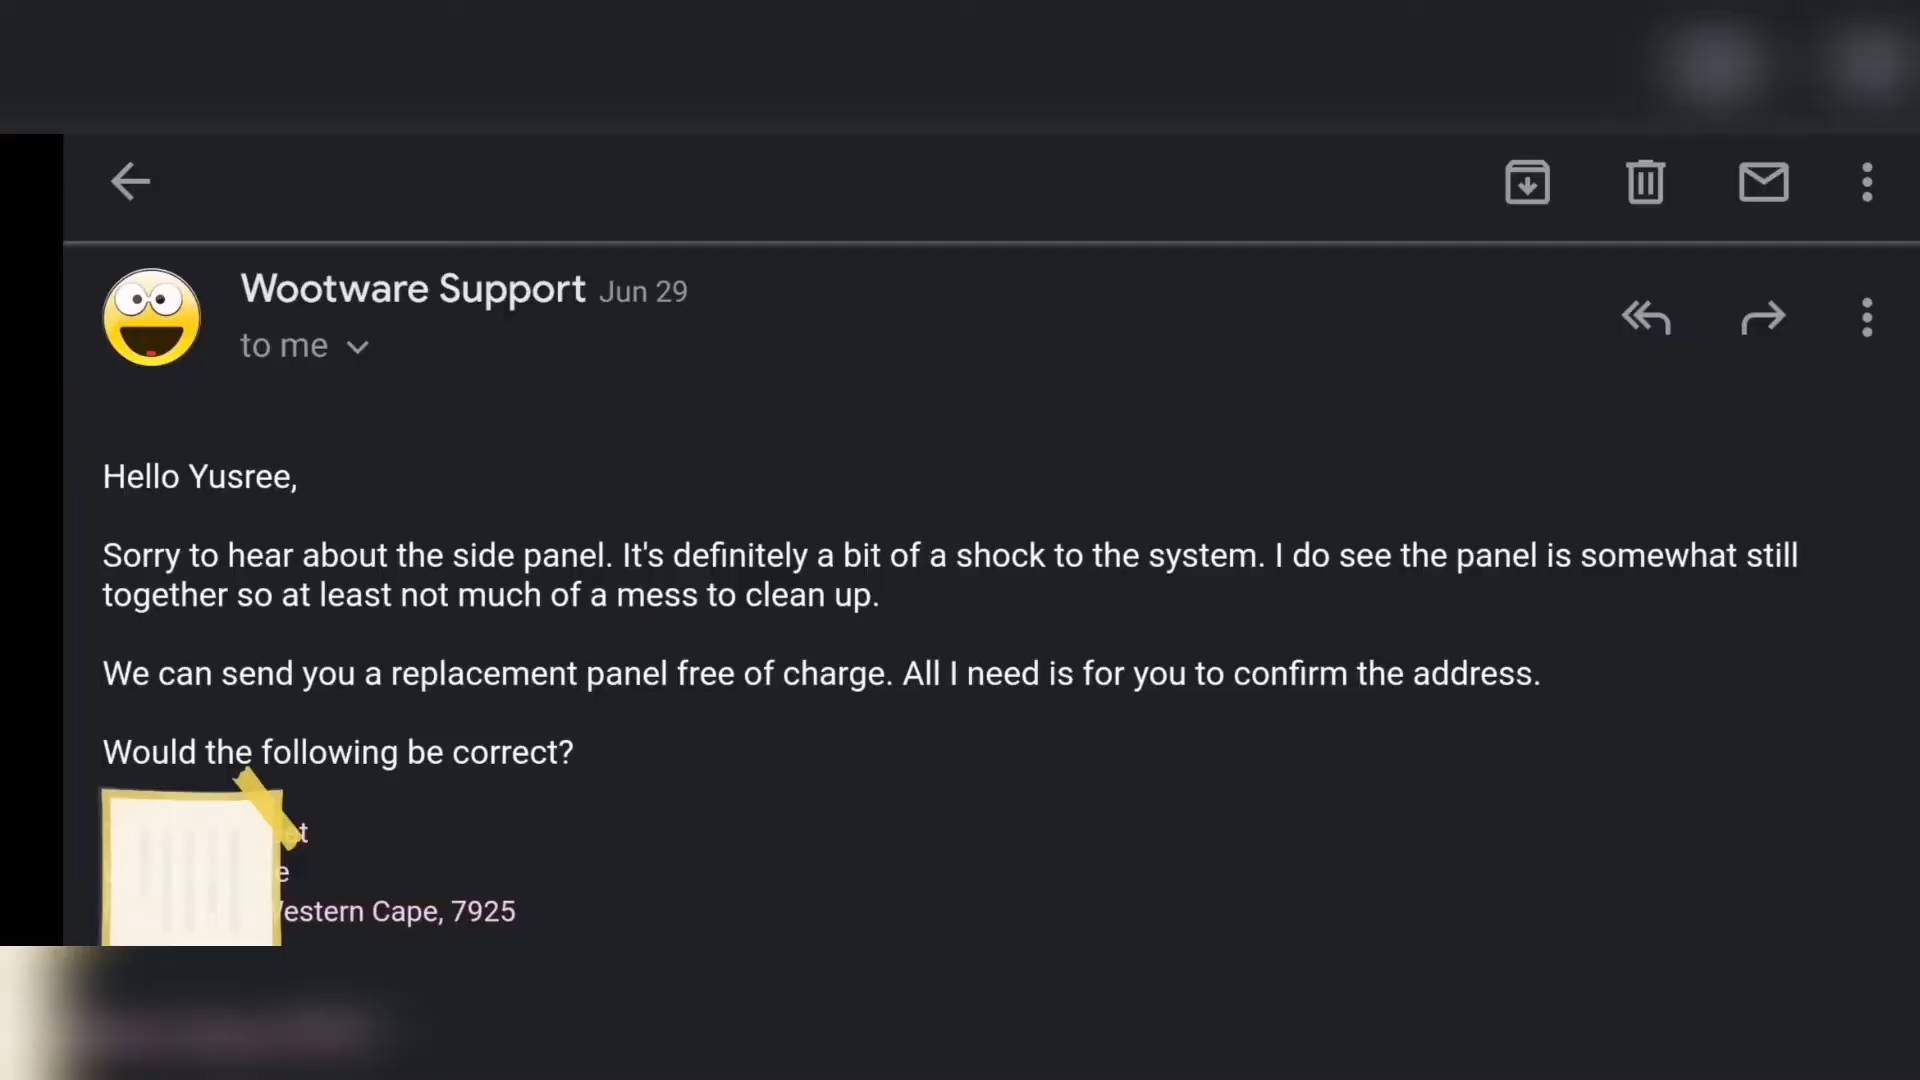 Wootware Support Jun 29
to me
Hello Yusree,
Sorry to hear about the side panel. It's definitely a bit of a shock to the system. I do see the panel is somewhat still
together so at least not much of a mess to clean up.
We can send you a replacement panel free of charge. All I need is for you to confirm the address.
Would the following be correct?
Cape, 7925